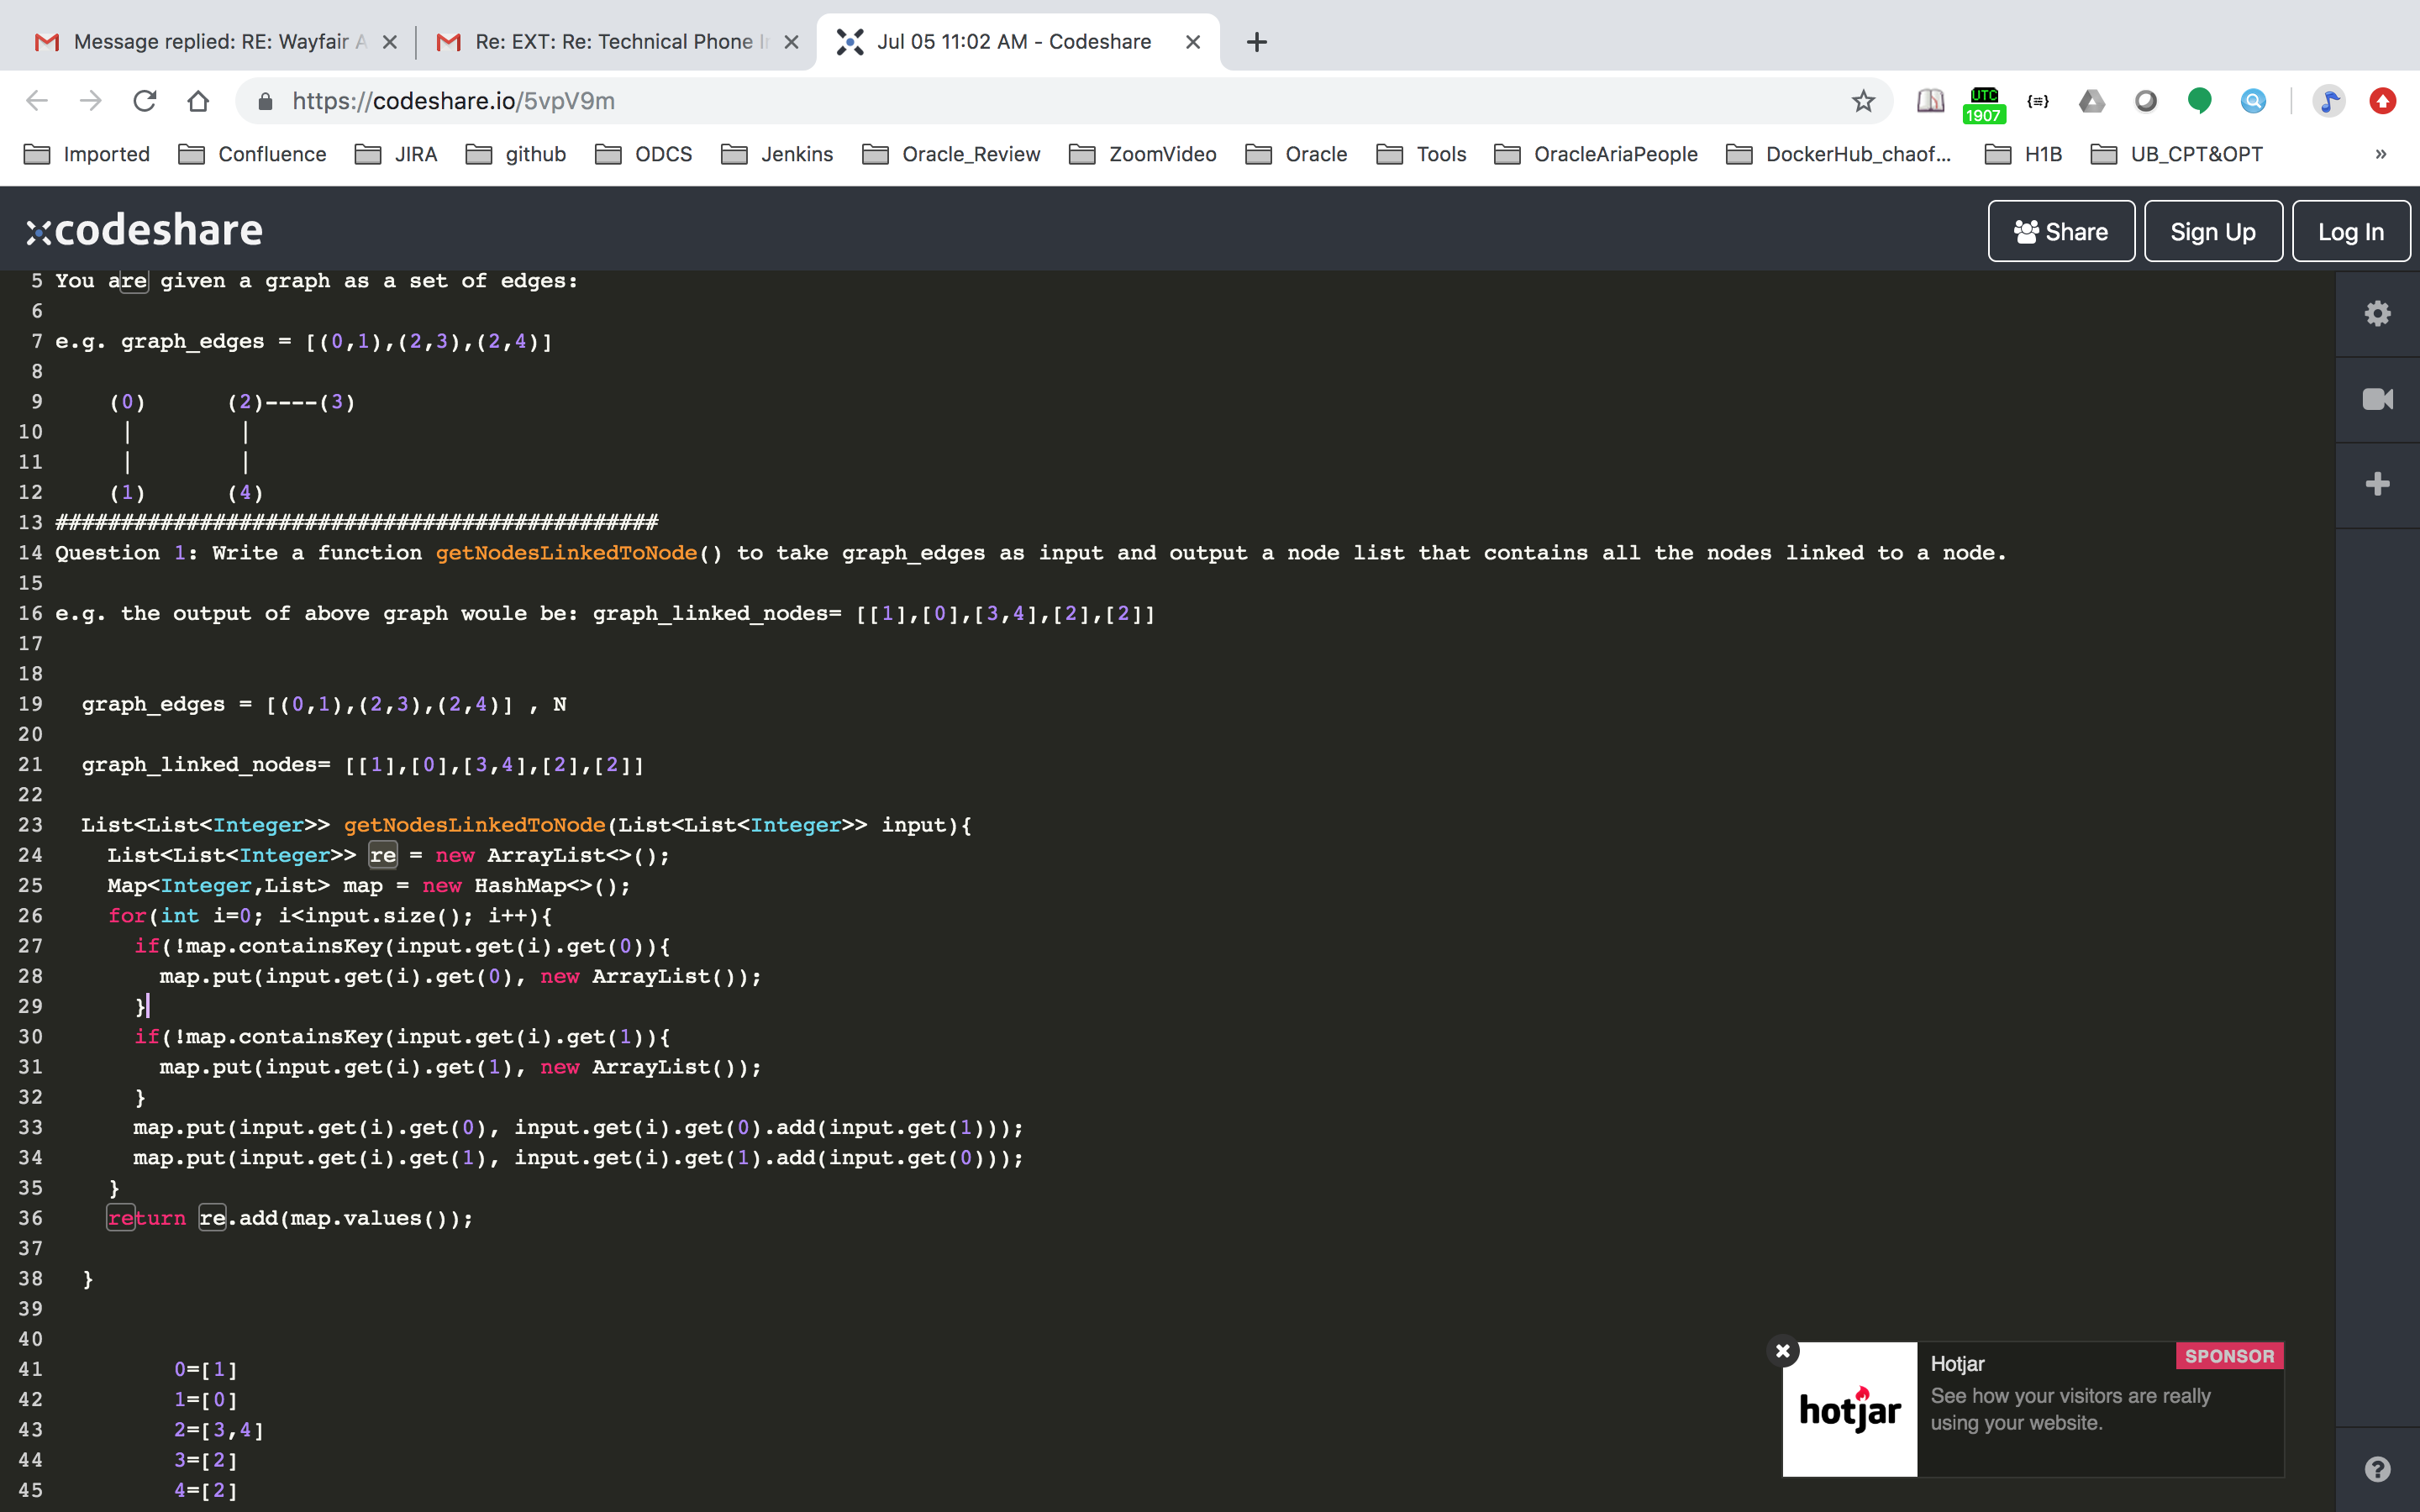 Message replied: RE: Wayfair A
Re: EXT: Re: Technical Phone In
Jul 05 11:02 AM - Codeshare
https://codeshare.io/5vpV9m
UTC
1907
Imported
Confluence
JIRA
github
ODCS
Jenkins
Oracle_Review
ZoomVideo
Oracle
Tools
OracleAriaPeople
DockerHub_chaof...
H1B
UB_CPT&OPT
»
codeshare
Share
Sign Up
Log In
5 You are given a graph as a set of edges:
6
7 e.g. graph_edges = [(0,1),(2,3),(2,4)]
8
9     (0)      (2)----(3)
10      |        |
11      |        |
12     (1)      (4)
13 ##############################################
14 Question 1: Write a function getNodesLinkedToNode() to take graph_edges as input and output a node list that contains all the nodes linked to a node.
15
16 e.g. the output of above graph woule be: graph_linked_nodes= [[1],[0],[3,4],[2],[2]]
17
18
19   graph_edges = [(0,1),(2,3),(2,4)] , N
20
21   graph_linked_nodes= [[1],[0],[3,4],[2],[2]]
22
23   List<List<Integer>> getNodesLinkedToNode(List<List<Integer>> input){
24     List<List<Integer>> re = new ArrayList<>();
25     Map<Integer,List> map = new HashMap<>();
26     for(int i=0; i<input.size(); i++){
27       if(!map.containsKey(input.get(i).get(0)){
28         map.put(input.get(i).get(0), new ArrayList());
29       }
30       if(!map.containsKey(input.get(i).get(1)){
31         map.put(input.get(i).get(1), new ArrayList());
32       }
33       map.put(input.get(i).get(0), input.get(i).get(0).add(input.get(1)));
34       map.put(input.get(i).get(1), input.get(i).get(1).add(input.get(0)));
35     }
36     return re.add(map.values());
37
38   }
39
40
41          0=[1]
42          1=[0]
43          2=[3,4]
44          3=[2]
45          4=[2]
hotjar
Hotjar
SPONSOR
See how your visitors are really
using your website.